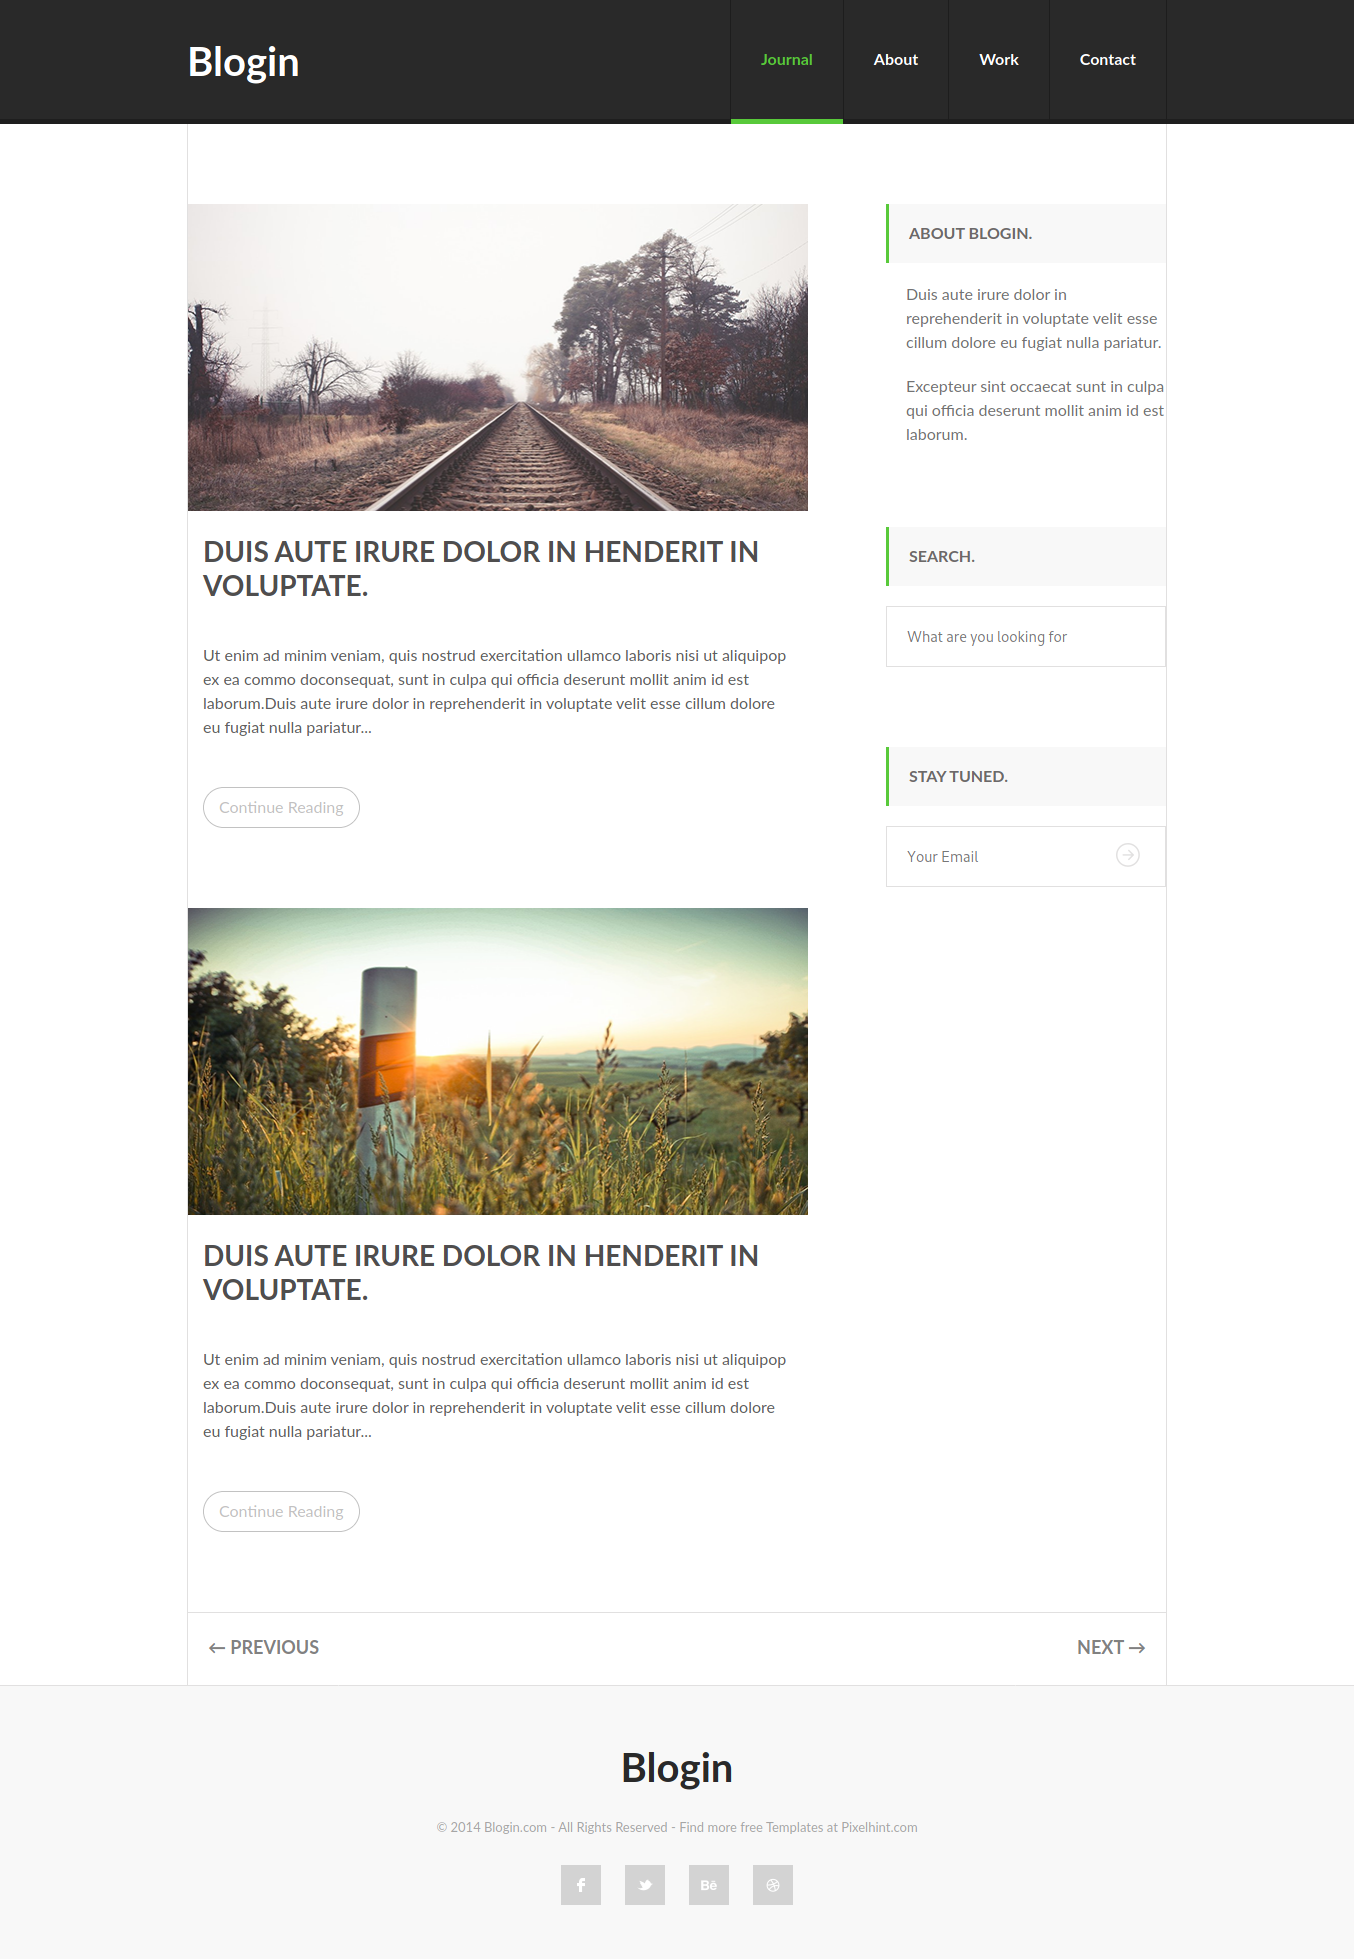 Blogin
Journal
About
Work
Contact
DUIS AUTE IRURE DOLOR IN HENDERIT IN
VOLUPTATE.
Ut enim ad minim veniam, quis nostrud exercitation ullamco laboris nisi ut aliquipop
ex ea commo doconsequat, sunt in culpa qui officia deserunt mollit anim id est
laborum.Duis aute irure dolor in reprehenderit in voluptate velit esse cillum dolore
eu fugiat nulla pariatur...
Continue Reading
DUIS AUTE IRURE DOLOR IN HENDERIT IN
VOLUPTATE.
Ut enim ad minim veniam, quis nostrud exercitation ullamco laboris nisi ut aliquipop
ex ea commo doconsequat, sunt in culpa qui officia deserunt mollit anim id est
laborum.Duis aute irure dolor in reprehenderit in voluptate velit esse cillum dolore
eu fugiat nulla pariatur...
Continue Reading
ABOUT BLOGIN.
Duis aute irure dolor in
reprehenderit in voluptate velit esse
cillum dolore eu fugiat nulla pariatur.
Excepteur sint occaecat sunt in culpa
qui officia deserunt mollit anim id est
laborum.
SEARCH.
What are you looking for
STAY TUNED.
Your Email
← PREVIOUS
NEXT →
Blogin
© 2014 Blogin.com - All Rights Reserved - Find more free Templates at Pixelhint.com
Bē